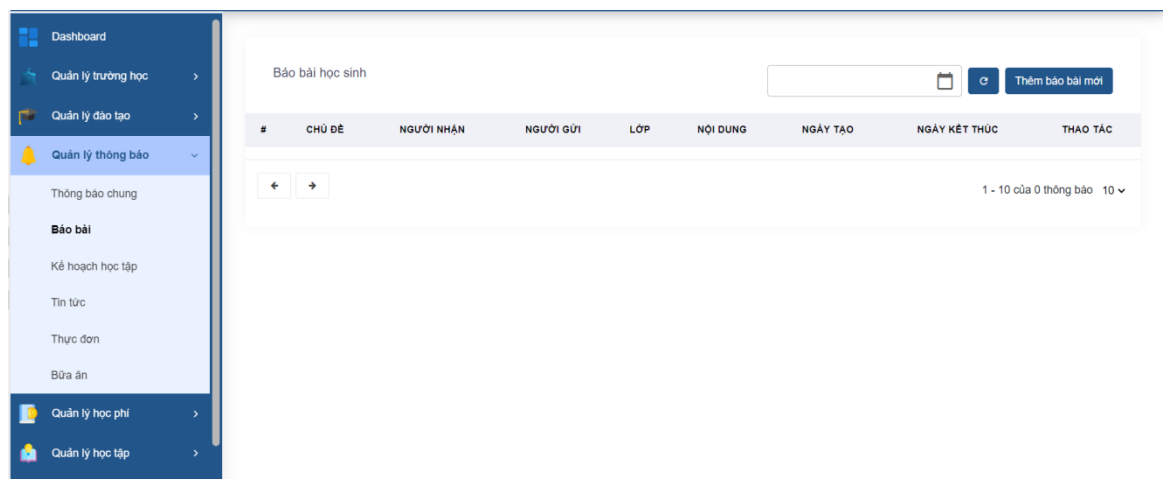 Dashboard
Quản lý trường học
Quản lý đào tạo
Quản lý thông báo
Thông báo chung
Báo bài
Kế hoạch học tập
Tin tức
Thực đơn
Bữa ăn
Quản lý học phí
Quản lý học tập
Báo bài học sinh
Thêm báo bài mới
# CHỦ ĐỀ NGƯỜI NHẬN NGƯỜI GỬI LỚP NỘI DUNG NGÀY TẠO NGÀY KẾT THÚC THAO TÁC
1 - 10 của 0 thông báo 10